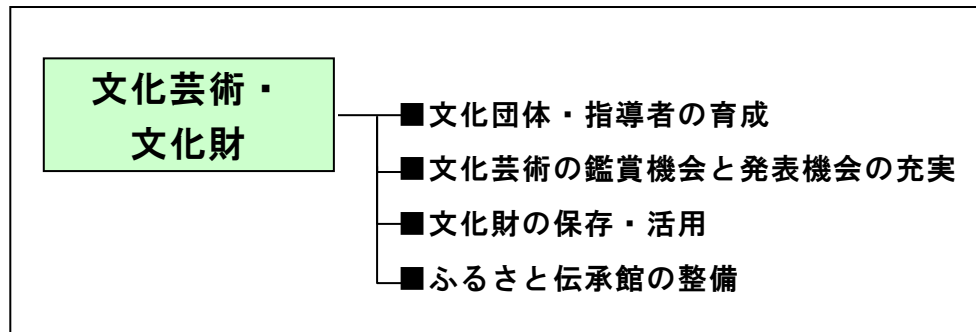 文化芸術・
文化財
■文化団体・指導者の育成
■文化芸術の鑑賞機会と発表機会の充実
■文化財の保存・活用
■ふるさと伝承館の整備